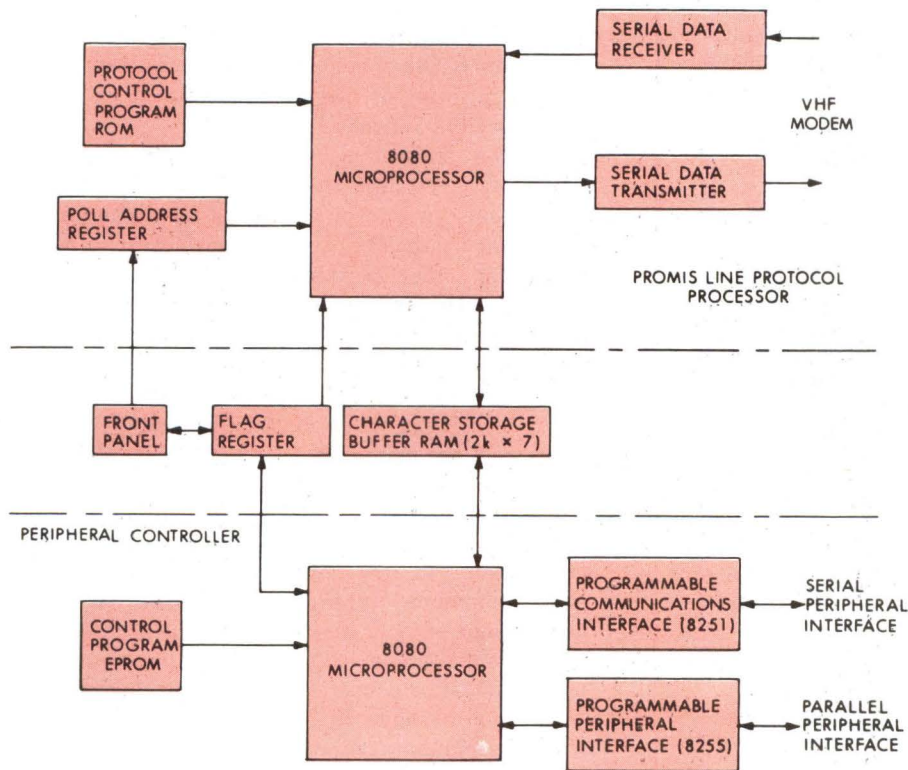 PROTOCOL
CONTROL
PROGRAM
ROM
8080
MICROPROCESSOR
SERIAL DATA
RECEIVER
VHF
MODEM
SERIAL DATA
TRANSMITTER
POLL ADDRESS
REGISTER
PROMIS LINE PROTOCOL
PROCESSOR
FRONT
PANEL
FLAG
REGISTER
CHARACTER STORAGE
BUFFER RAM (2k × 7)
PERIPHERAL CONTROLLER
CONTROL
PROGRAM
EPROM
8080
MICROPROCESSOR
PROGRAMMABLE
COMMUNICATIONS
INTERFACE (8251)
SERIAL
PERIPHERAL
INTERFACE
PROGRAMMABLE
PERIPHERAL
INTERFACE (8255)
PARALLEL
PERIPHERAL
INTERFACE